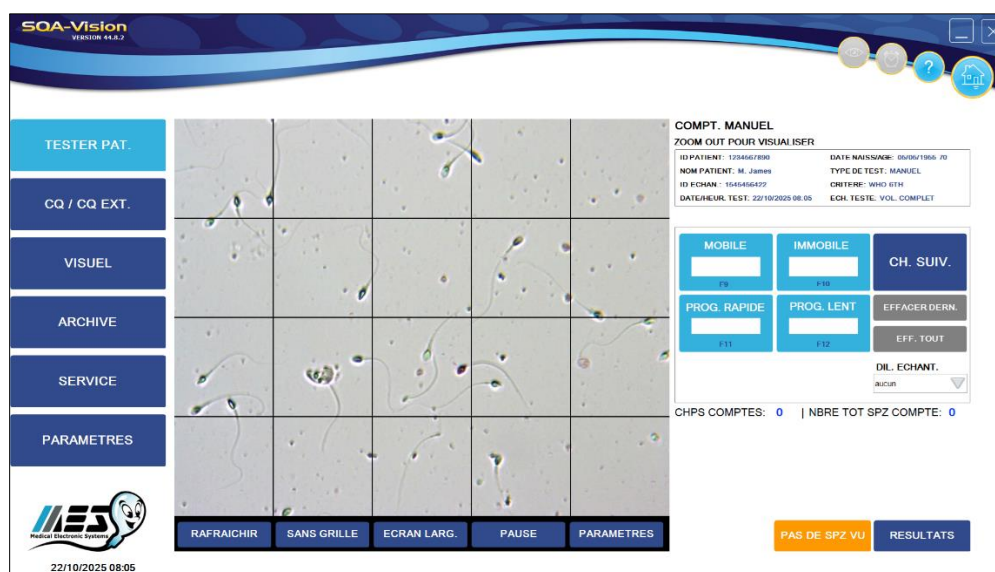 SQA-Vision
VERSION 44.8.2
?
TESTER PAT.
CQ / CQ EXT.
VISUEL
ARCHIVE
SERVICE
PARAMETRES
MES
Medical Electronic Systems
22/10/2025 08:05
RAFRAICHIR
SANS GRILLE
ECRAN LARG.
PAUSE
PARAMETRES
COMPT. MANUEL
ZOOM OUT POUR VISUALISER
ID PATIENT: 1234567890 DATE NAISS/AGE: 05/05/1955 70
NOM PATIENT: M. James TYPE DE TEST: MANUEL
ID ECHAN.: 1545456422 CRITERE: WHO 6TH
DATE/HEUR. TEST: 22/10/2025 08:05 ECH. TESTE: VOL. COMPLET
MOBILE
F9
IMMOBILE
F10
CH. SUIV.
PROG. RAPIDE
F11
PROG. LENT
F12
EFFACER DERN.
EFF. TOUT
DIL. ECHANT.
aucun
CHPS COMPTES: 0 | NBRE TOT SPZ COMPTE: 0
PAS DE SPZ VU
RESULTATS